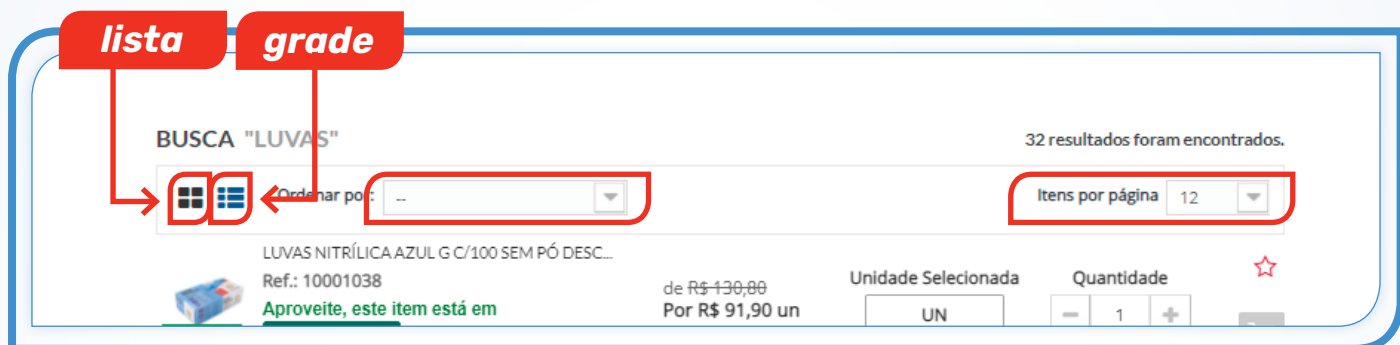 lista grade
BUSCA "LUVAS" 32 resultados foram encontrados.
Ordenar por: -- Itens por página 12
LUVAS NITRÍLICA AZUL G C/100 SEM PÓ DESC...
Ref.: 10001038
Aproveite, este item está em
de R$ 130,80
Por R$ 91,90 un
Unidade Selecionada
UN
Quantidade
1